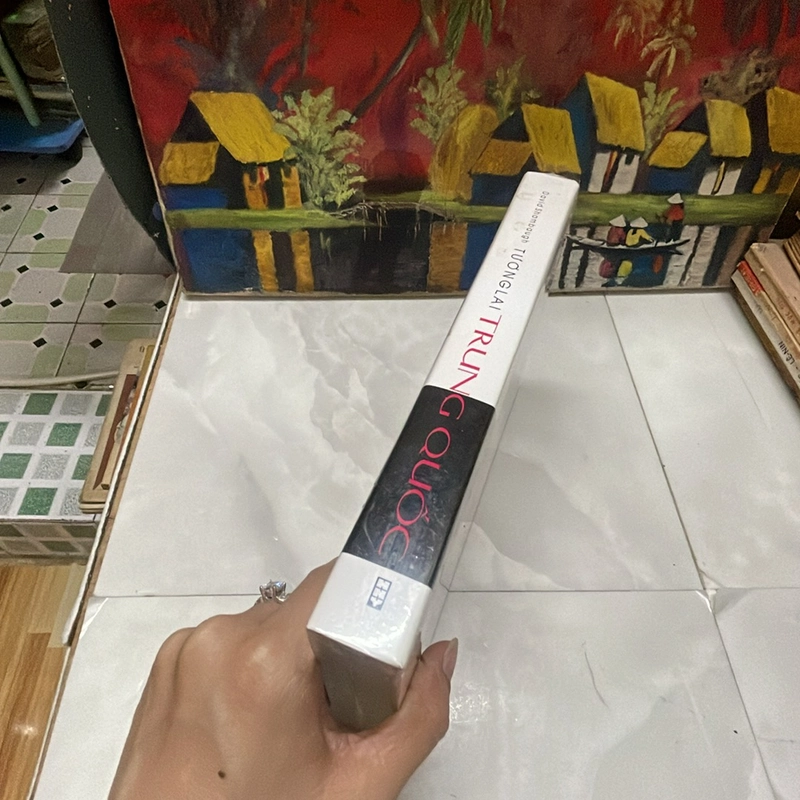 David Shambaugh
TƯƠNG LAI
TRUNG QUỐC